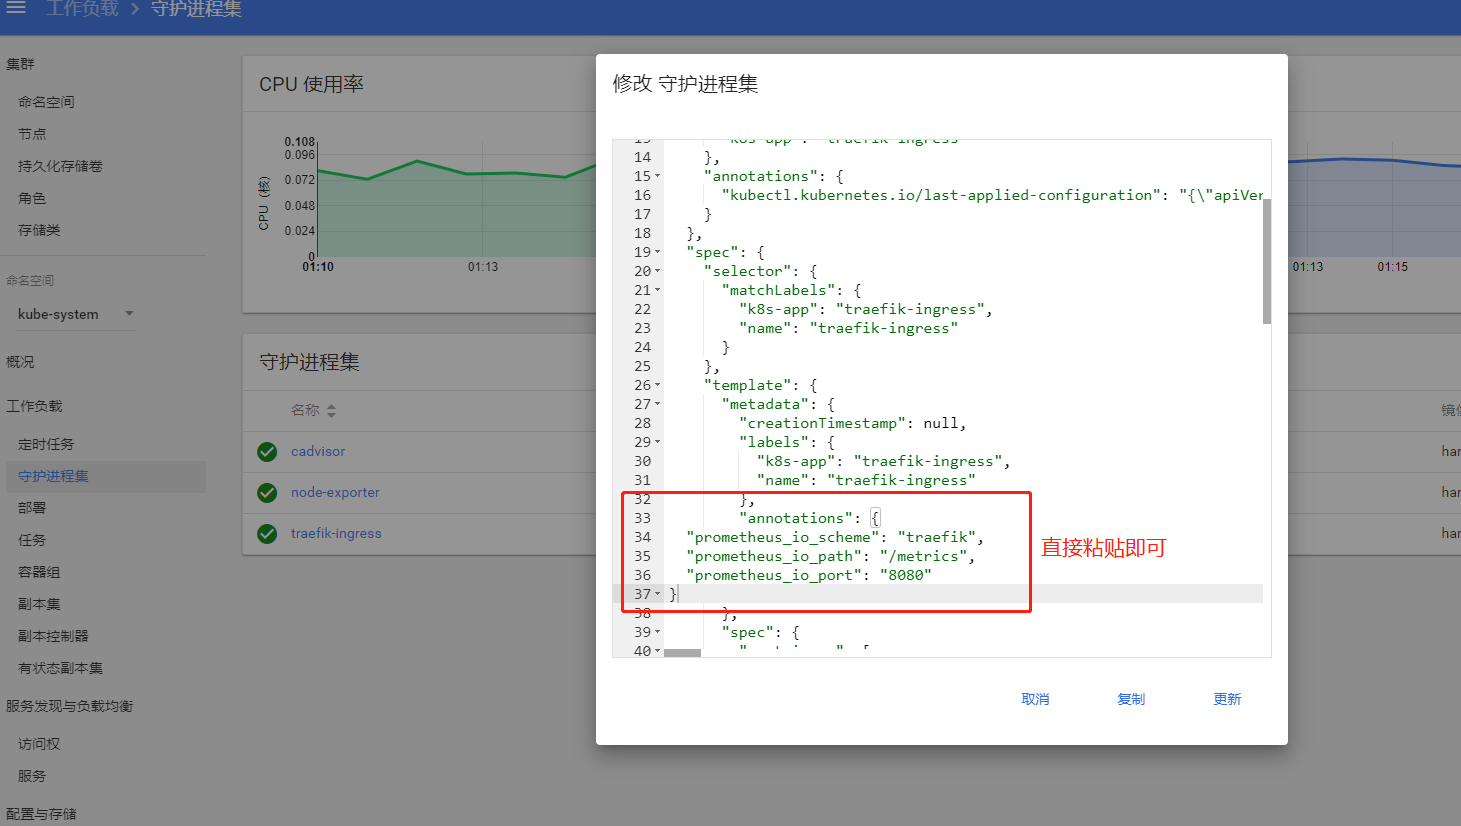 工作负载 > 守护进程集
集群
命名空间
节点
持久化存储卷
角色
存储类
命名空间
kube-system
概况
工作负载
定时任务
守护进程集
部署
任务
容器组
副本集
副本控制器
有状态副本集
服务发现与负载均衡
访问权
服务
配置与存储
CPU 使用率
CPU (核)
0.108
0.096
0.072
0.048
0.024
0
01:10
01:13
01:13
01:15
守护进程集
名称
镜
cadvisor
har
node-exporter
har
traefik-ingress
har
修改 守护进程集
"k8s-app": "traefik-ingress"
14 },
15 "annotations": {
16 "kubectl.kubernetes.io/last-applied-configuration": "{\"apiVer
17 }
18 },
19 "spec": {
20 "selector": {
21 "matchLabels": {
22 "k8s-app": "traefik-ingress",
23 "name": "traefik-ingress"
24 }
25 },
26 "template": {
27 "metadata": {
28 "creationTimestamp": null,
29 "labels": {
30 "k8s-app": "traefik-ingress",
31 "name": "traefik-ingress"
32 },
33 "annotations": {
34 "prometheus_io_scheme": "traefik",
35 "prometheus_io_path": "/metrics",
36 "prometheus_io_port": "8080"
37 }
38 },
39 "spec": {
40
直接粘贴即可
取消
复制
更新